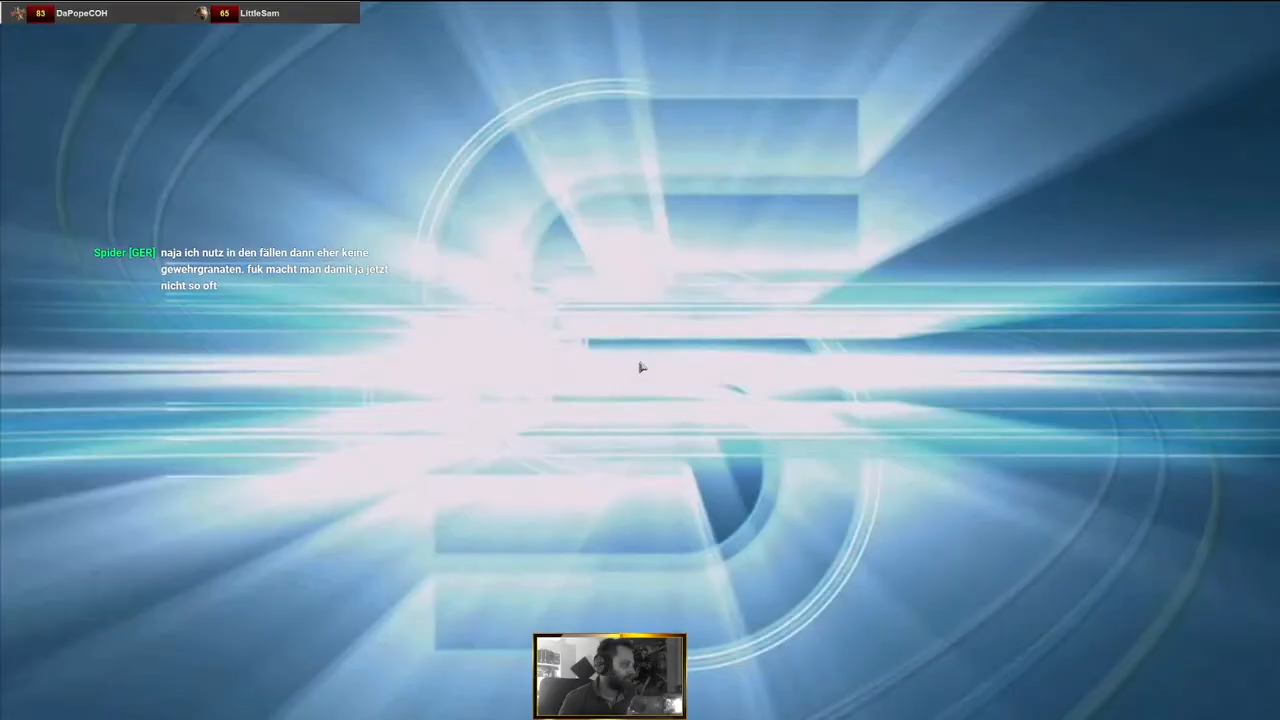 83 DaPopeCOH 65 LittleSam
Spider [GER] naja ich nutz in den fällen dann eher keine
gewehrgranaten. fuk macht man damit ja jetzt
nicht so oft